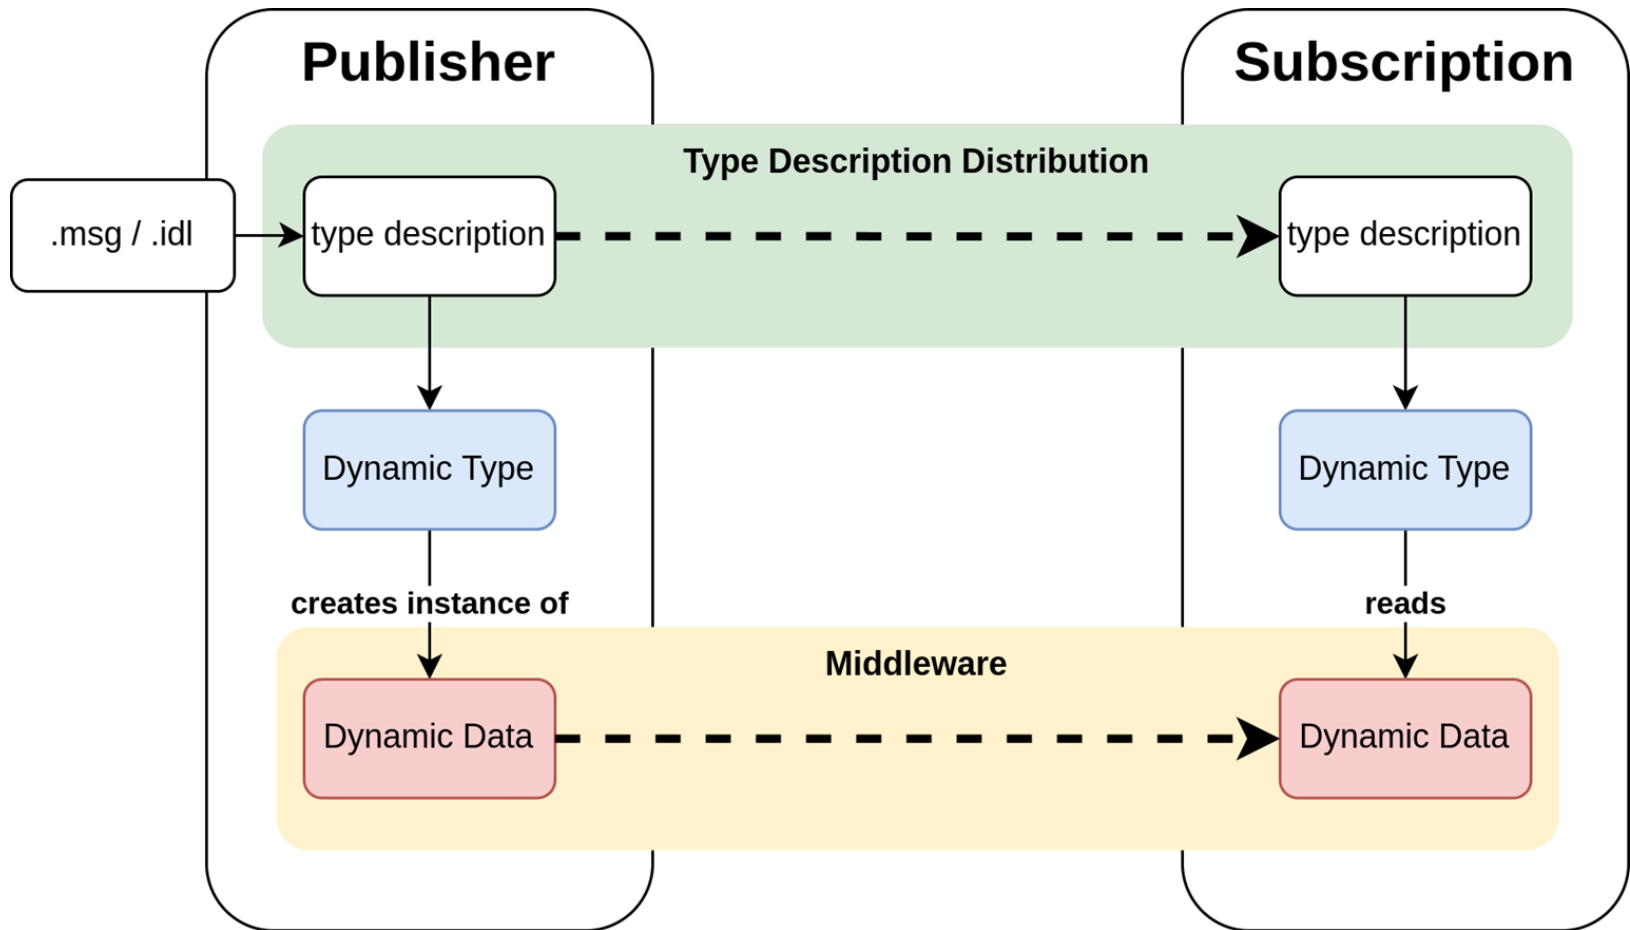 Publisher
Subscription
Type Description Distribution
.msg / .idl
type description
type description
Dynamic Type
Dynamic Type
creates instance of
reads
Middleware
Dynamic Data
Dynamic Data